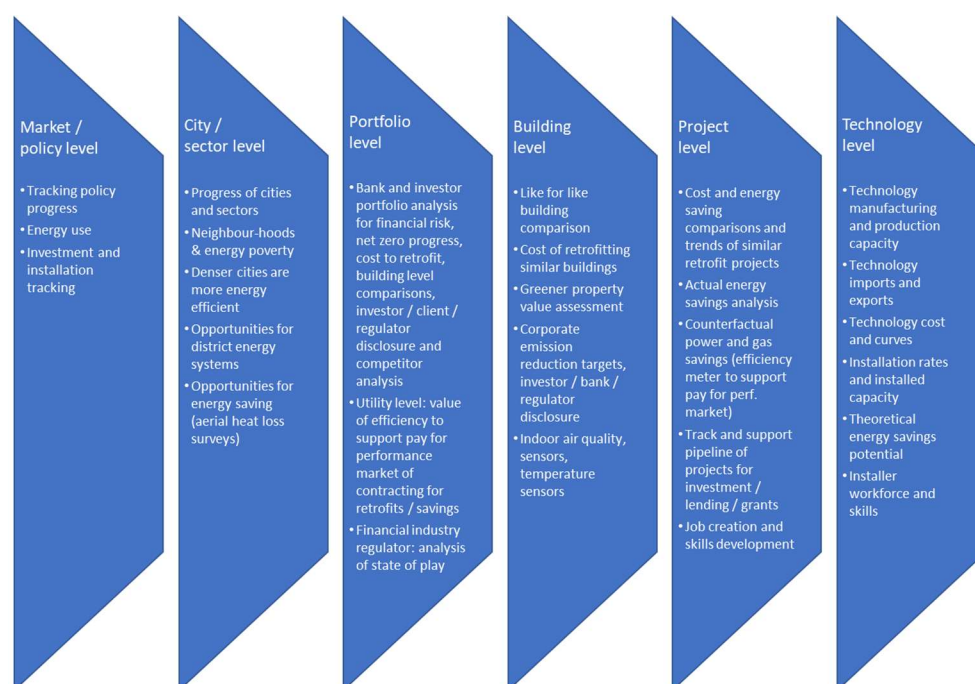 Market /
policy level
• Tracking policy
progress
• Energy use
• Investment and
installation
tracking
City /
sector level
• Progress of cities
and sectors
• Neighbour-hoods
& energy poverty
• Denser cities are
more energy
efficient
• Opportunities for
district energy
systems
• Opportunities for
energy saving
(aerial heat loss
surveys)
Portfolio
level
• Bank and investor
portfolio analysis
for financial risk,
net zero progress,
cost to retrofit,
building level
comparisons,
investor / client /
regulator
disclosure and
competitor
analysis
• Utility level: value
of efficiency to
support pay for
performance
market of
contracting for
retrofits / savings
• Financial industry
regulator: analysis
of state of play
Building
level
• Like for like
building
comparison
• Cost of retrofitting
similar buildings
• Greener property
value assessment
• Corporate
emission
reduction targets,
investor / bank /
regulator
disclosure
• Indoor air quality,
sensors,
temperature
sensors
Project
level
• Cost and energy
saving
comparisons and
trends of similar
retrofit projects
• Actual energy
savings analysis
• Counterfactual
power and gas
savings (efficiency
meter to support
pay for perf.
market)
• Track and support
pipeline of
projects for
investment /
lending / grants
• Job creation and
skills development
Technology
level
• Technology
manufacturing
and production
capacity
• Technology
imports and
exports
• Technology cost
and curves
• Installation rates
and installed
capacity
• Theoretical
energy savings
potential
• Installer
workforce and
skills